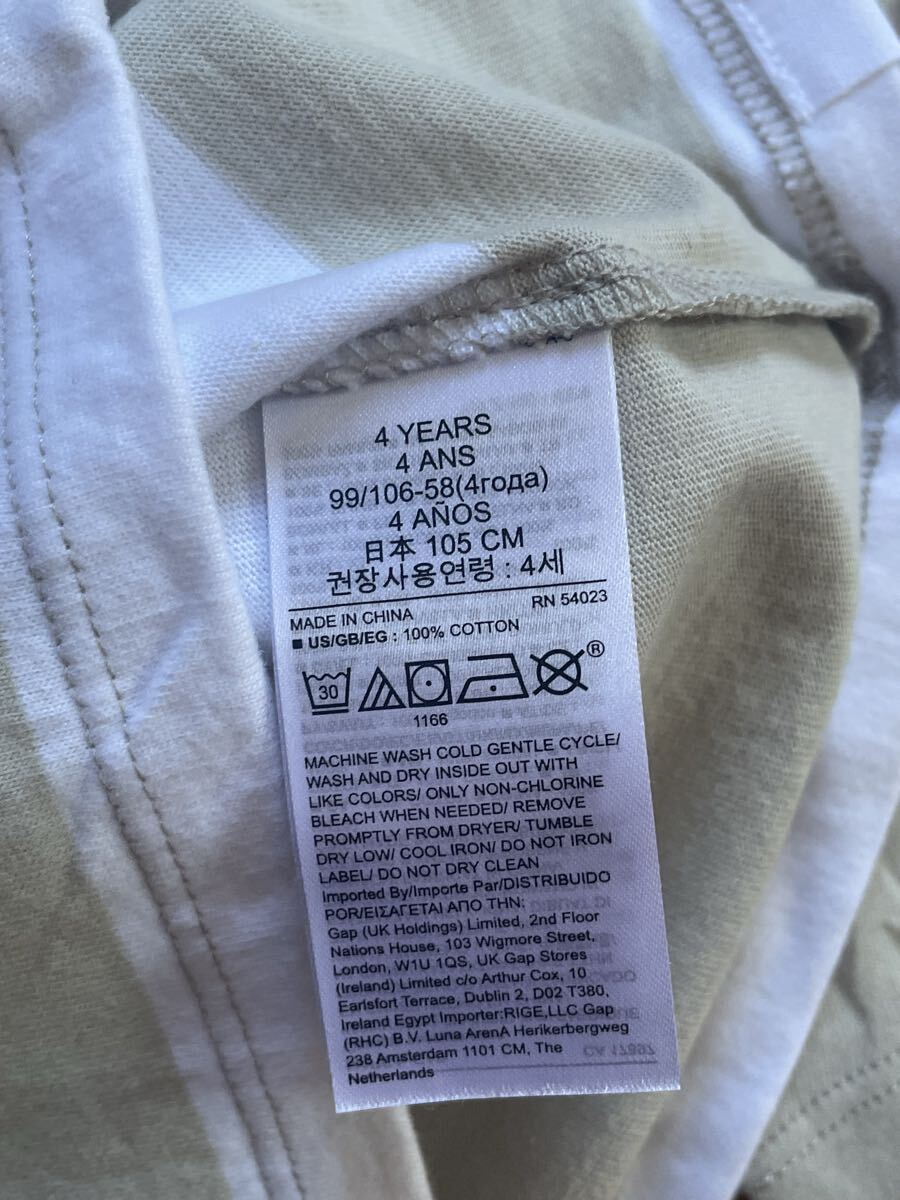 4 YEARS
4 ANS
99/106-58(4года)
4 AÑOS
日本 105 CM
권장사용연령 : 4세
MADE IN CHINA RN 54023
■ US/GB/EG : 100% COTTON
30
®
1166
MACHINE WASH COLD GENTLE CYCLE/
WASH AND DRY INSIDE OUT WITH
LIKE COLORS/ ONLY NON-CHLORINE
BLEACH WHEN NEEDED/ REMOVE
PROMPTLY FROM DRYER/ TUMBLE
DRY LOW/ COOL IRON/ DO NOT IRON
LABEL/ DO NOT DRY CLEAN
Imported By/Importe Par/DISTRIBUIDO
POR/ΕΙΣΑΓΕΤΑΙ ΑΠΟ ΤΗΝ:
Gap (UK Holdings) Limited, 2nd Floor
Nations House, 103 Wigmore Street,
London, W1U 1QS, UK Gap Stores
(Ireland) Limited c/o Arthur Cox, 10
Earlsfort Terrace, Dublin 2, D02 T380,
Ireland Egypt Importer:RIGE,LLC Gap
(RHC) B.V. Luna ArenA Herikerbergweg
238 Amsterdam 1101 CM, The
Netherlands